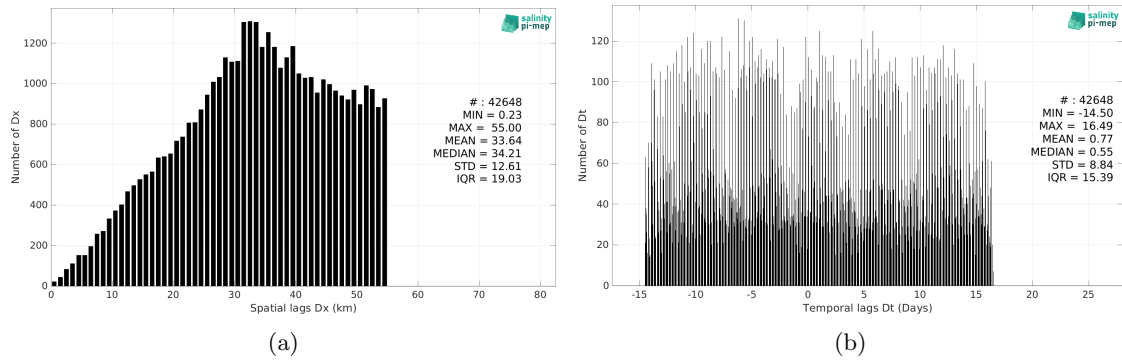 salinity
pi-mep
Number of Dx
1200
1000
800
600
400
200
0
# : 42648
MIN = 0.23
MAX = 55.00
MEAN = 33.64
MEDIAN = 34.21
STD = 12.61
IQR = 19.03
0 10 20 30 40 50 60 70 80
Spatial lags Dx (km)
(a)
salinity
pi-mep
Number of Dt
120
100
80
60
40
20
0
# : 42648
MIN = -14.50
MAX = 16.49
MEAN = 0.77
MEDIAN = 0.55
STD = 8.84
IQR = 15.39
-15 -10 -5 0 5 10 15 20 25
Temporal lags Dt (Days)
(b)